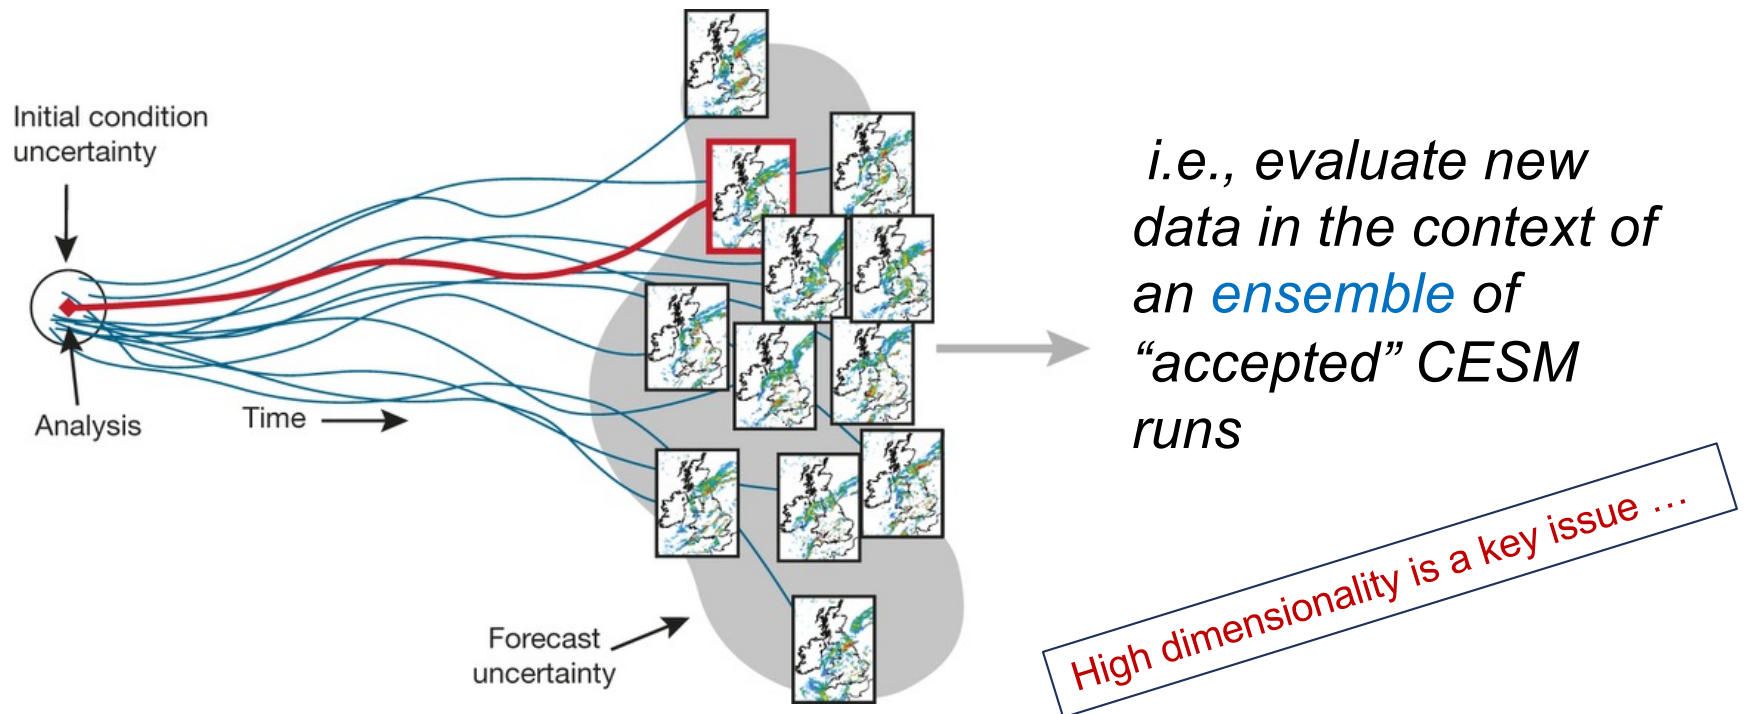 Initial condition
uncertainty
Analysis
Time
Forecast
uncertainty
i.e., evaluate new
data in the context of
an ensemble of
“accepted” CESM
runs
High dimensionality is a key issue …